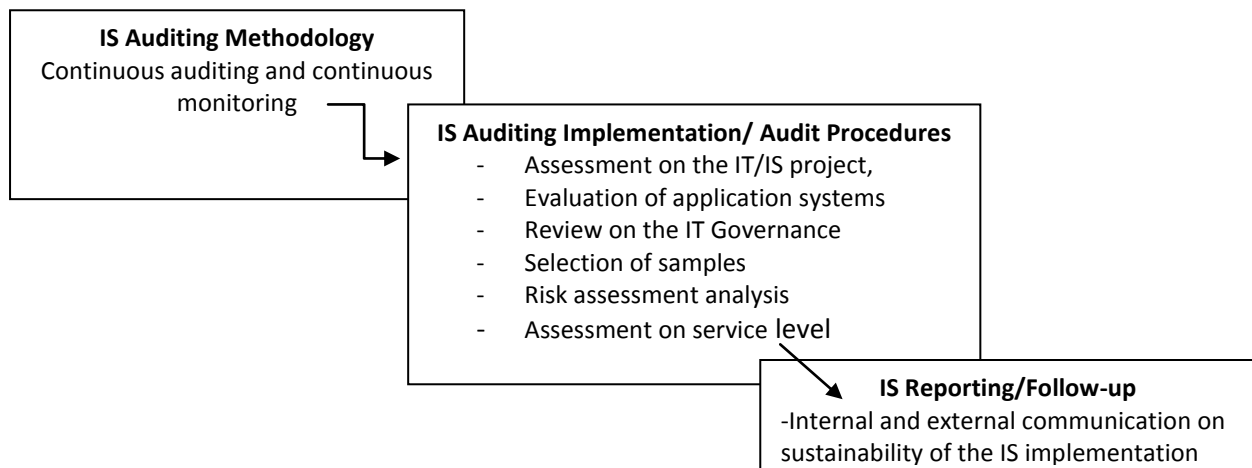 IS Auditing Methodology
Continuous auditing and continuous
monitoring
IS Auditing Implementation/ Audit Procedures
- Assessment on the IT/IS project,
- Evaluation of application systems
- Review on the IT Governance
- Selection of samples
- Risk assessment analysis
- Assessment on service level
IS Reporting/Follow-up
-Internal and external communication on
sustainability of the IS implementation